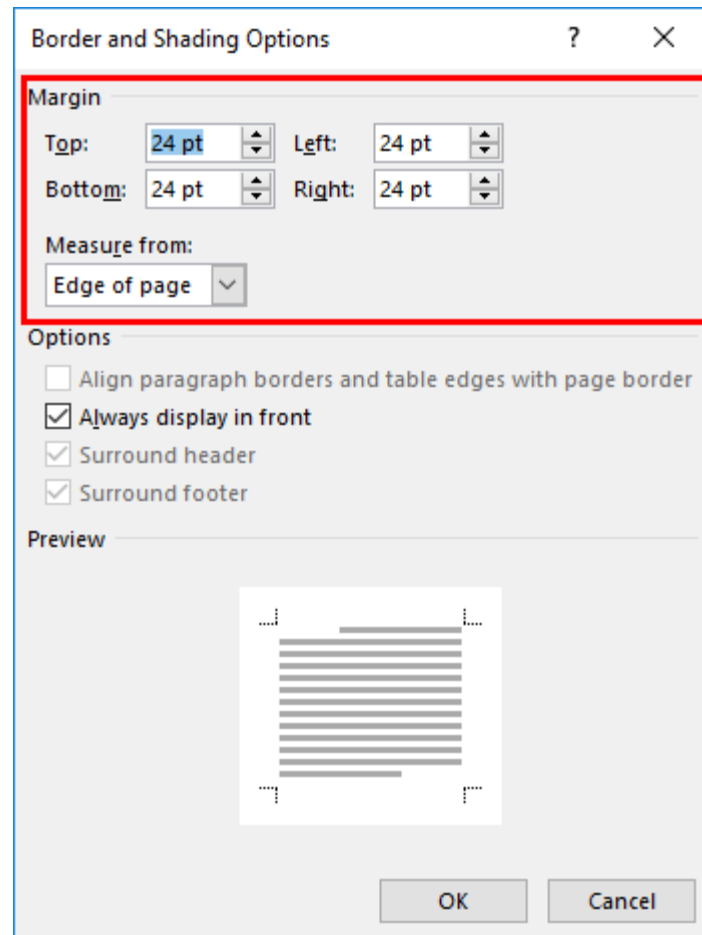 Border and Shading Options ?
Margin
Top: 24 pt Left: 24 pt
Bottom: 24 pt Right: 24 pt
Measure from:
Edge of page
Options
Align paragraph borders and table edges with page border
Always display in front
Surround header
Surround footer
Preview
OK Cancel